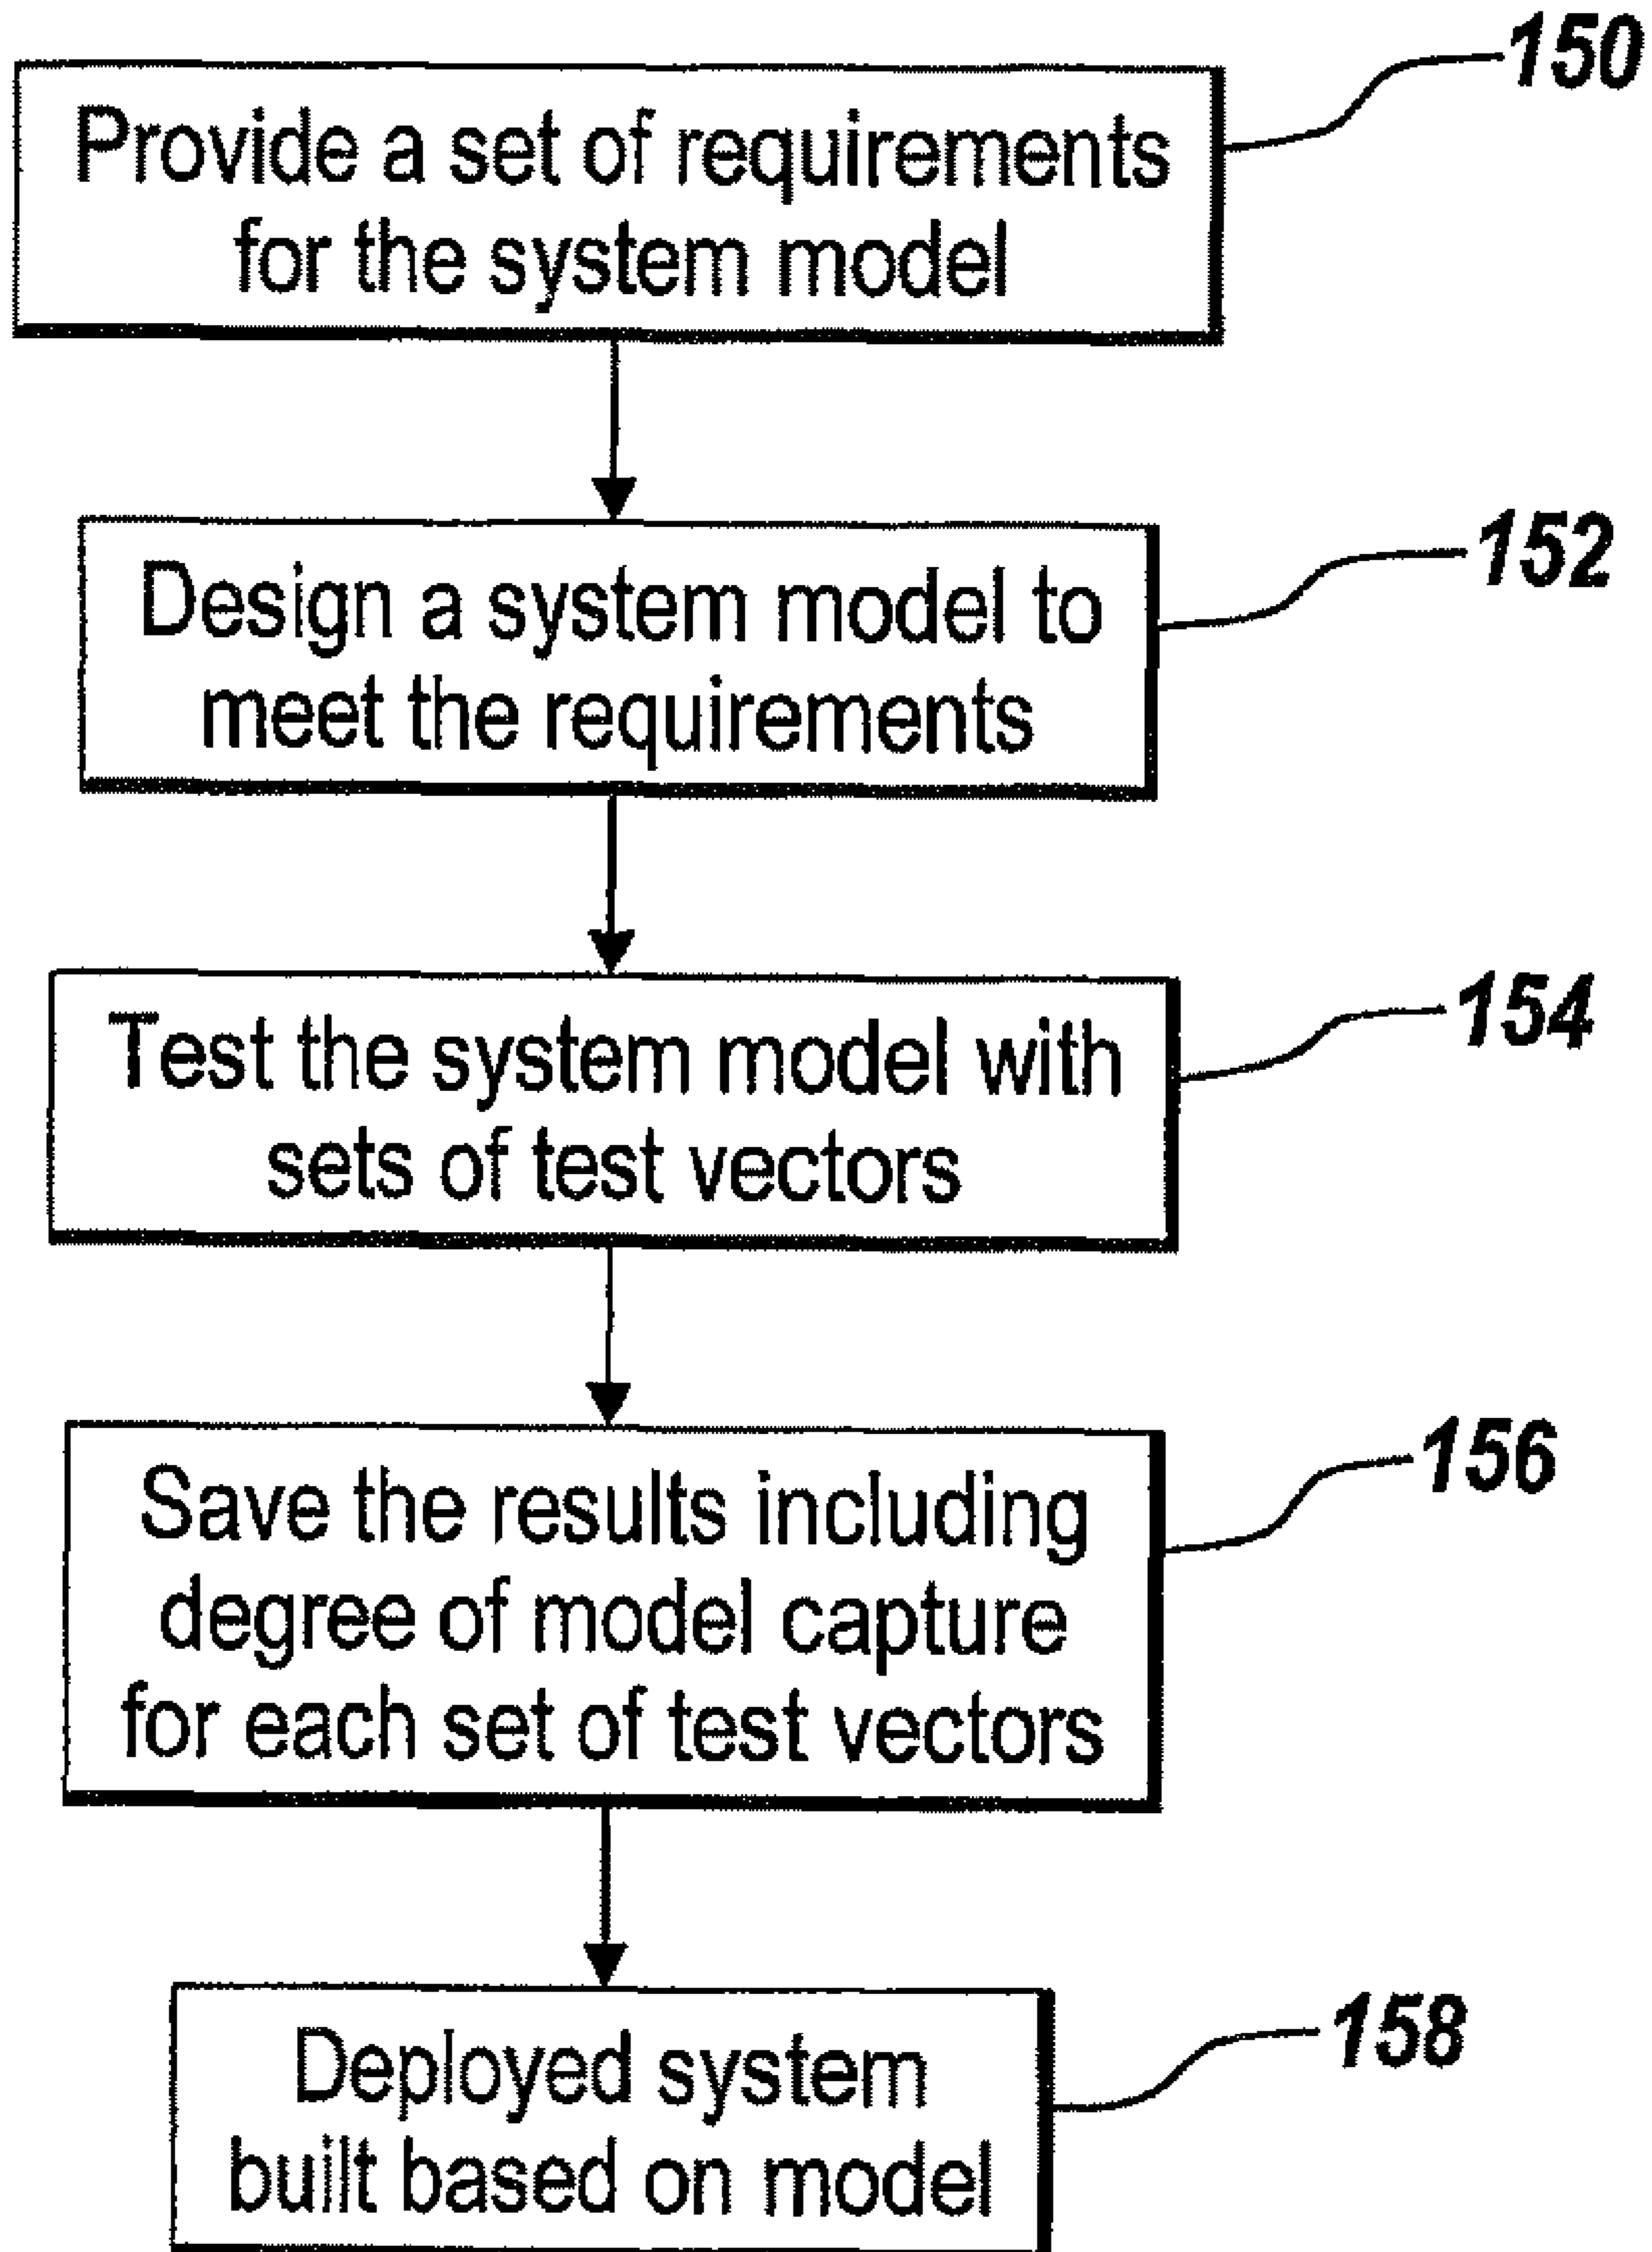 150
Provide a set of requirements
for the system model
152
Design a system model to
meet the requirements
154
Test the system model with
sets of test vectors
156
Save the results including
degree of model capture
for each set of test vectors
158
Deployed system
built based on model